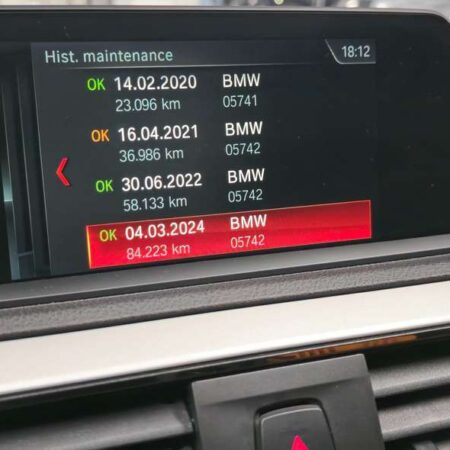 Hist. maintenance 18:12
OK 14.02.2020 BMW
23.096 km 05741
OK 16.04.2021 BMW
36.986 km 05742
OK 30.06.2022 BMW
58.133 km 05742
OK 04.03.2024 BMW
84.223 km 05742